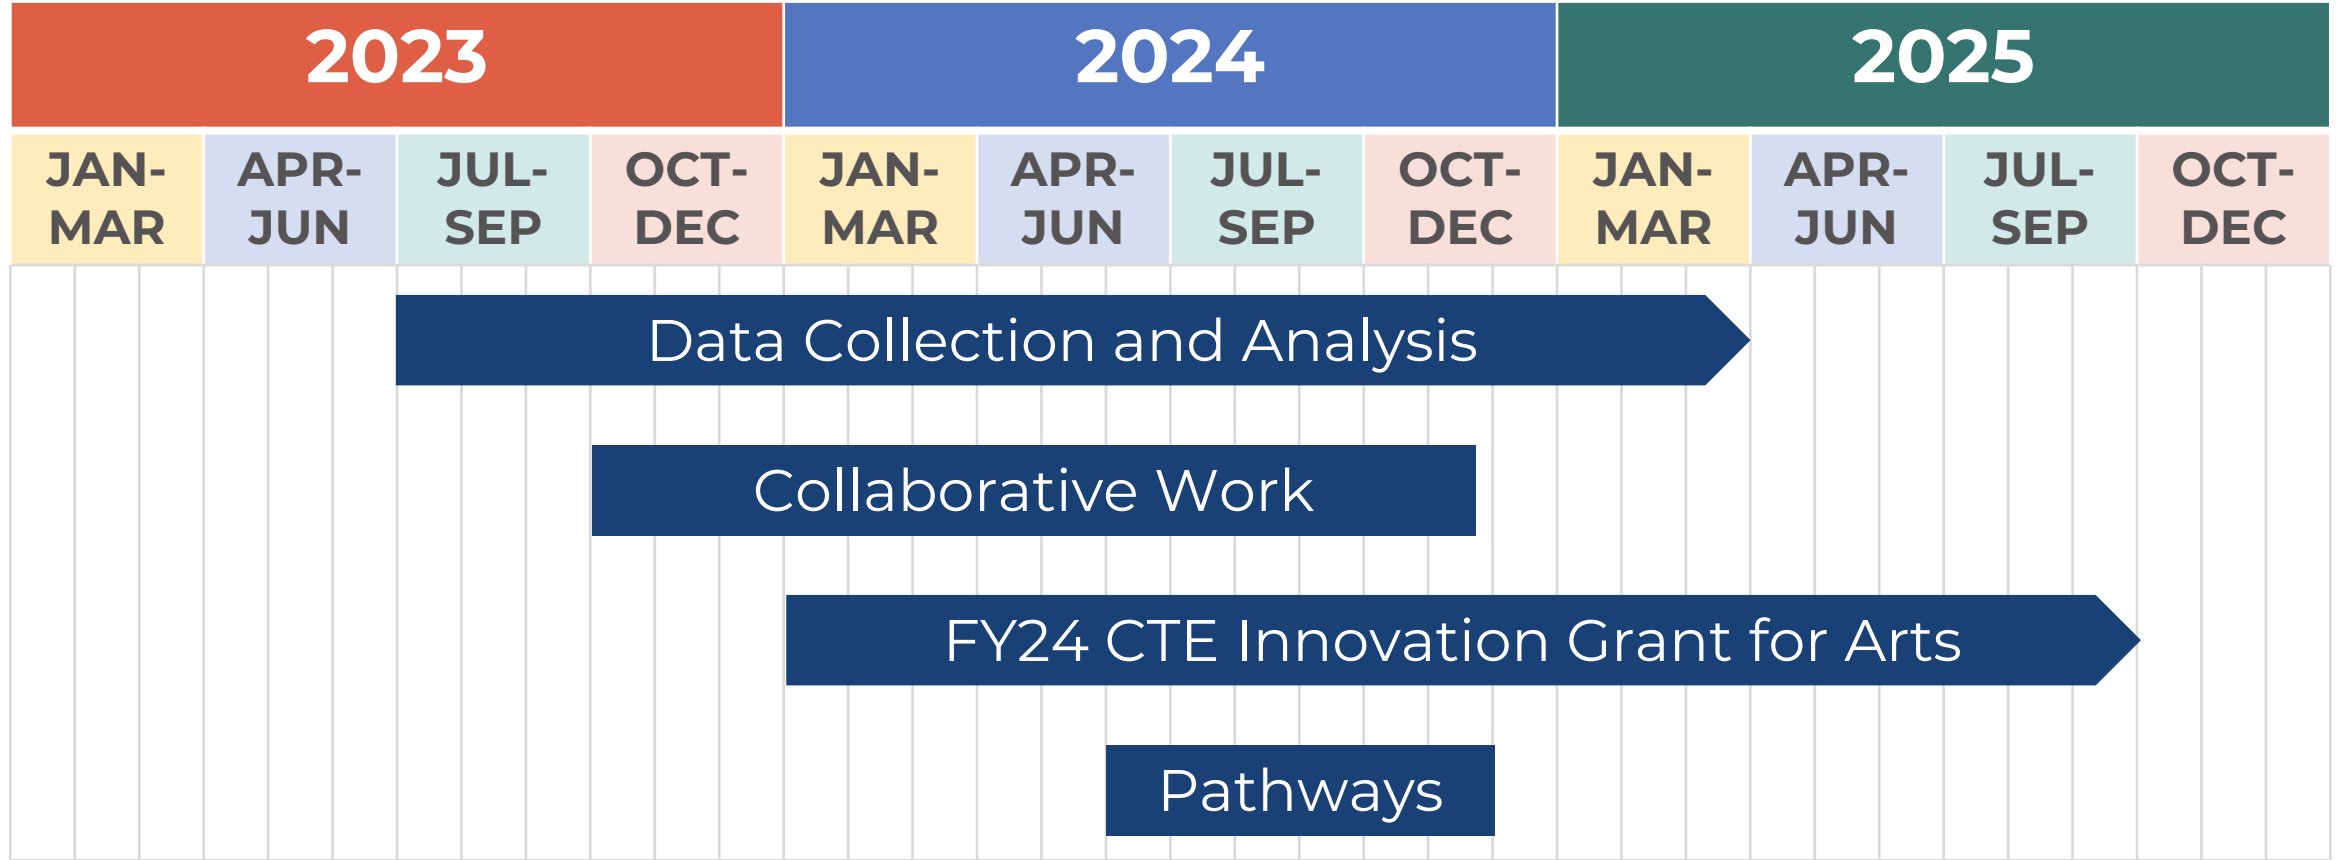 2023
2024
2025
JAN-
MAR
APR-
JUN
JUL-
SEP
OCT-
DEC
JAN-
MAR
APR-
JUN
JUL-
SEP
OCT-
DEC
JAN-
MAR
APR-
JUN
JUL-
SEP
OCT-
DEC
Data Collection and Analysis
Collaborative Work
FY24 CTE Innovation Grant for Arts
Pathways